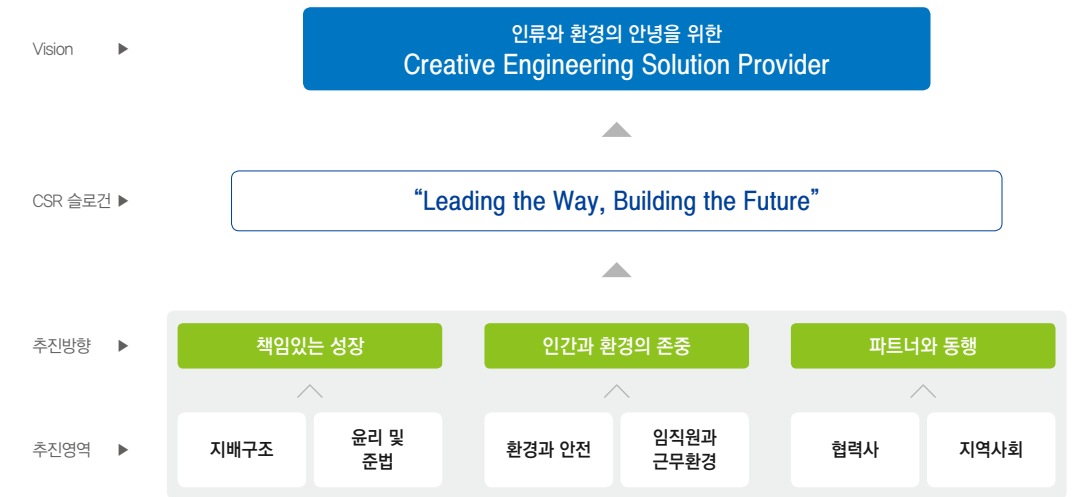 Vision ▶
인류와 환경의 안녕을 위한
Creative Engineering Solution Provider
CSR 슬로건 ▶
“Leading the Way, Building the Future”
추진방향 ▶
책임있는 성장
인간과 환경의 존중
파트너와 동행
추진영역 ▶
지배구조
윤리 및
준법
환경과 안전
임직원과
근무환경
협력사
지역사회